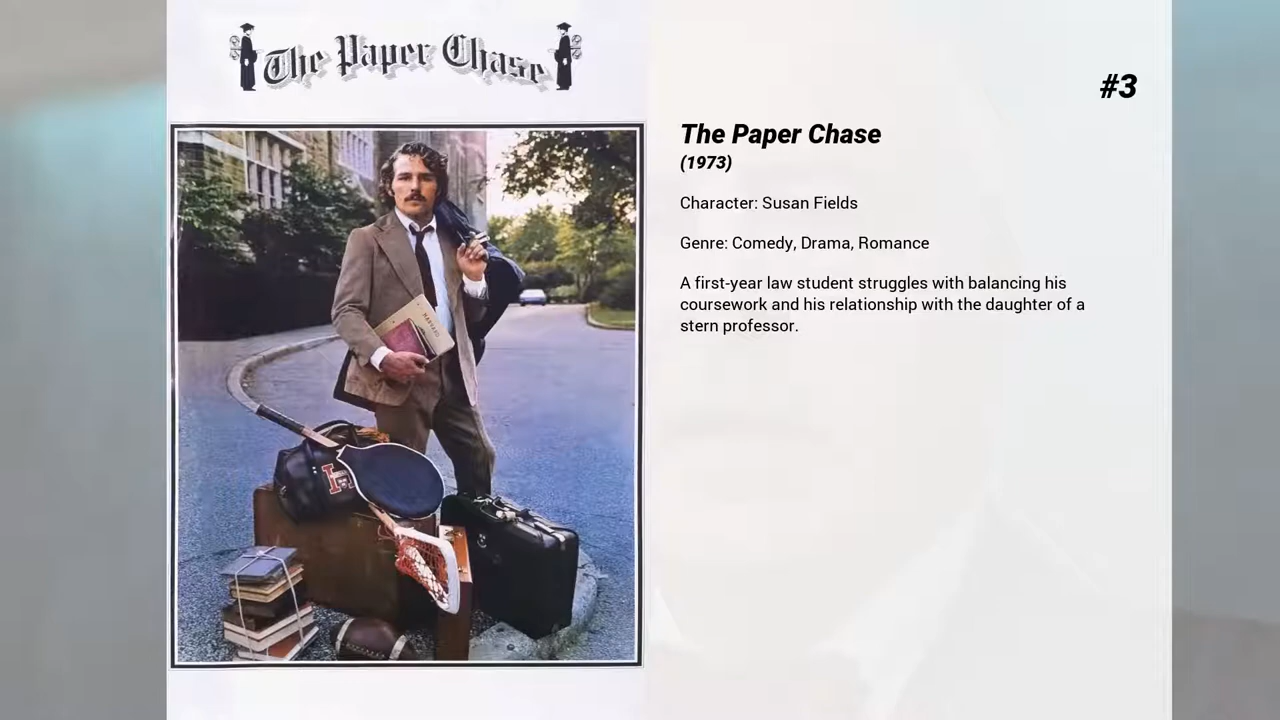 The Paper Chase
#3
The Paper Chase
(1973)
Character: Susan Fields
Genre: Comedy, Drama, Romance
A first-year law student struggles with balancing his
coursework and his relationship with the daughter of a
stern professor.
HARVARD
H